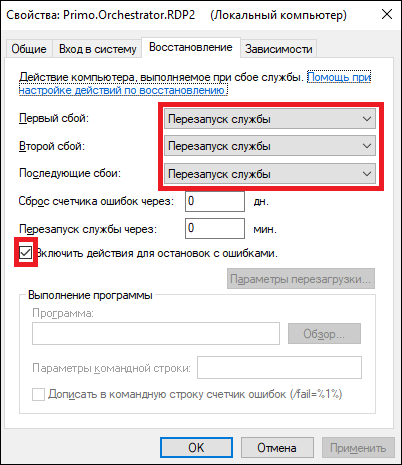 Свойства: Primo.Orchestrator.RDP2 (Локальный компьютер)
Общие Вход в систему Восстановление Зависимости
Действие компьютера, выполняемое при сбое службы. Помощь при
настройке действий по восстановлению.
Первый сбой: Перезапуск службы
Второй сбой: Перезапуск службы
Последующие сбои: Перезапуск службы
Сброс счетчика ошибок через: 0 дн.
Перезапуск службы через: 0 мин.
Включить действия для остановок с ошибками.
Параметры перезагрузки...
Выполнение программы
Программа:
Обзор...
Параметры командной строки:
Дописать в командную строку счетчик ошибок (/fail=%1%)
ОК Отмена Применить